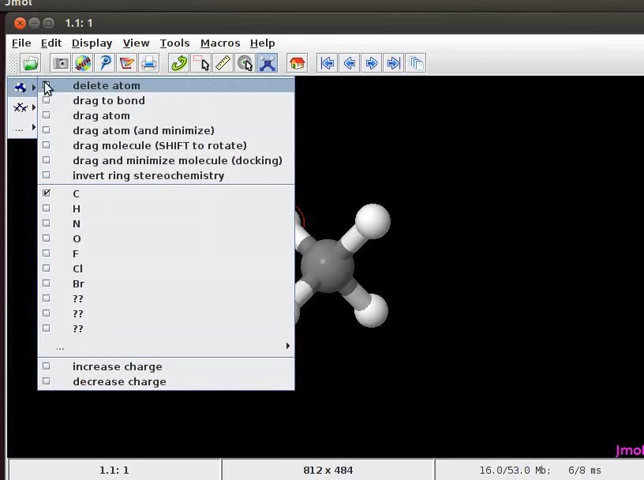 Jmol
1.1: 1
File Edit Display View Tools Macros Help
delete atom
drag to bond
drag atom
drag atom (and minimize)
drag molecule (SHIFT to rotate)
drag and minimize molecule (docking)
...
invert ring stereochemistry
C
H
N
O
F
Cl
Br
??
??
??
...
increase charge
decrease charge
Jmol
1.1: 1 812 x 484 16.0/53.0 Mb; 6/8 ms